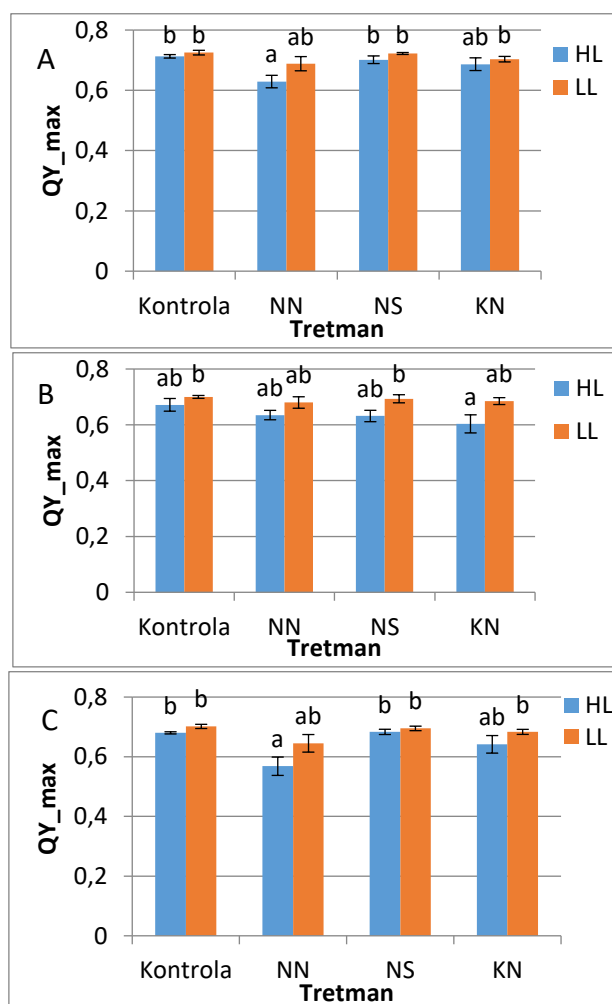 A
QY_max
0,8
0,6
0,4
0,2
0
b b a ab b b ab b
HL
LL
Kontrola NN NS KN
Tretman
B
QY_max
0,8
0,6
0,4
0,2
0
ab b ab ab ab b a ab
HL
LL
Kontrola NN NS KN
Tretman
C
QY_max
0,8
0,6
0,4
0,2
0
b b a ab b b ab b
HL
LL
Kontrola NN NS KN
Tretman